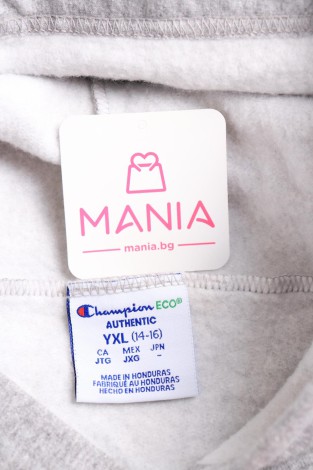 MANIA
mania.bg
Champion ECO®
AUTHENTIC
YXL (14-16)
CA MEX JPN
JTG JXG -
MADE IN HONDURAS
FABRIQUÉ AU HONDURAS
HECHO EN HONDURAS